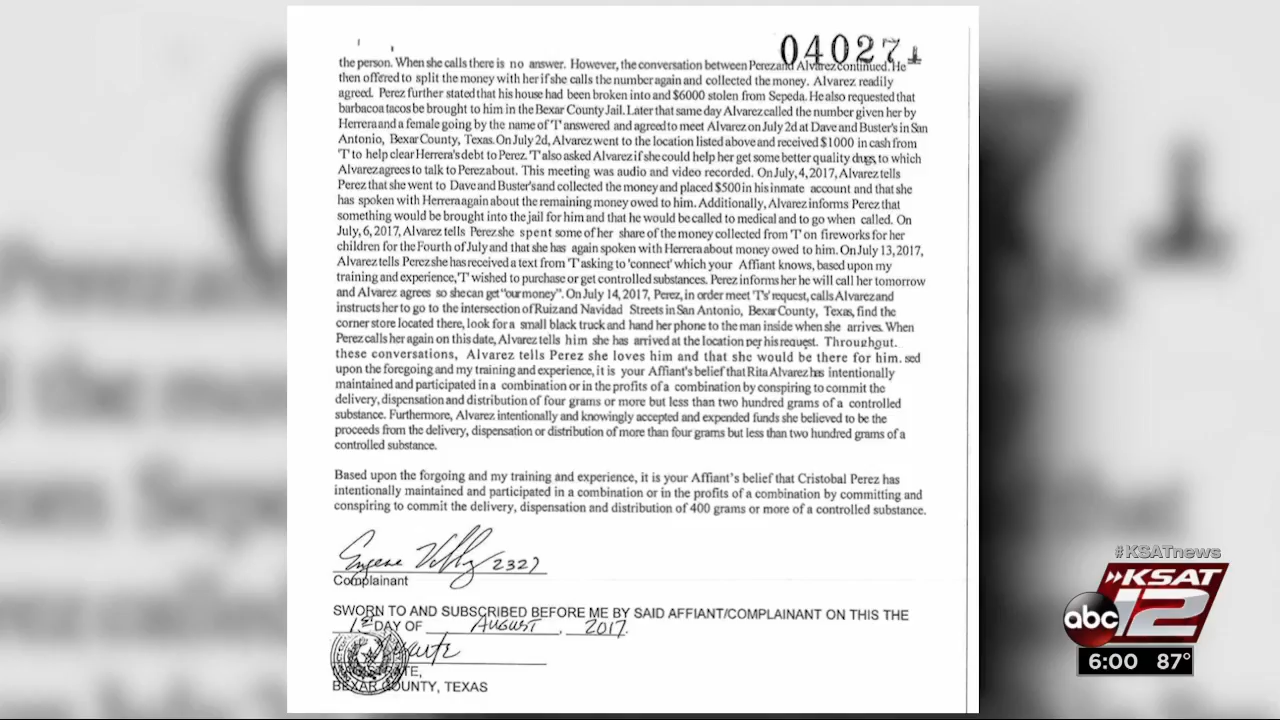 040271
the person. When she calls there is no answer. However, the conversation between Perezand Alvarez continued. He
then offered to split the money with her if she calls the number again and collected the money. Alvarez readily
agreed. Perez further stated that his house had been broken into and $6000 stolen from Sepeda. He also requested that
barbacoa tacos be brought to him in the Bexar County Jail. Later that same day Alvarez called the number given her by
Herrera and a female going by the name of 'T' answered and agreed to meet Alvarez on July 2d at Dave and Buster's in San
Antonio, Bexar County, Texas. On July 2d, Alvarez went to the location listed above and received $1000 in cash from
'T' to help clear Herrera's debt to Perez. 'T' also asked Alvarez if she could help her get some better quality drugs, to which
Alvarez agrees to talk to Perez about. This meeting was audio and video recorded. On July, 4, 2017, Alvarez tells
Perez that she went to Dave and Buster's and collected the money and placed $500 in his inmate account and that she
has spoken with Herrera again about the remaining money owed to him. Additionally, Alvarez informs Perez that
something would be brought into the jail for him and that he would be called to medical and to go when called. On
July, 6, 2017, Alvarez tells Perez she spent some of her share of the money collected from 'T' on fireworks for her
children for the Fourth of July and that she has again spoken with Herrera about money owed to him. On July 13, 2017,
Alvarez tells Perez she has received a text from 'T' asking to 'connect' which your Affiant knows, based upon my
training and experience, 'T' wished to purchase or get controlled substances. Perez informs her he will call her tomorrow
and Alvarez agrees so she can get "our money". On July 14, 2017, Perez, in order meet 'T's' request, calls Alvarez and
instructs her to go to the intersection of Ruiz and Navidad Streets in San Antonio, Bexar County, Texas, find the
corner store located there, look for a small black truck and hand her phone to the man inside when she arrives. When
Perez calls her again on this date, Alvarez tells him she has arrived at the location per his request. Throughout.
these conversations, Alvarez tells Perez she loves him and that she would be there for him. sed
upon the foregoing and my training and experience, it is your Affiant's belief that Rita Alvarez has intentionally
maintained and participated in a combination or in the profits of a combination by conspiring to commit the
delivery, dispensation and distribution of four grams or more but less than two hundred grams of a controlled
substance. Furthermore, Alvarez intentionally and knowingly accepted and expended funds she believed to be the
proceeds from the delivery, dispensation or distribution of more than four grams but less than two hundred grams of a
controlled substance.
Based upon the forgoing and my training and experience, it is your Affiant's belief that Cristobal Perez has
intentionally maintained and participated in a combination or in the profits of a combination by committing and
conspiring to commit the delivery, dispensation and distribution of 400 grams or more of a controlled substance.
Eugene 2327
Complainant
SWORN TO AND SUBSCRIBED BEFORE ME BY SAID AFFIANT/COMPLAINANT ON THIS THE
1st DAY OF AUGUST, 2017.
MAGISTRATE,
BEXAR COUNTY, TEXAS
#KSATnews
KSAT
abc 12
6:00 87°